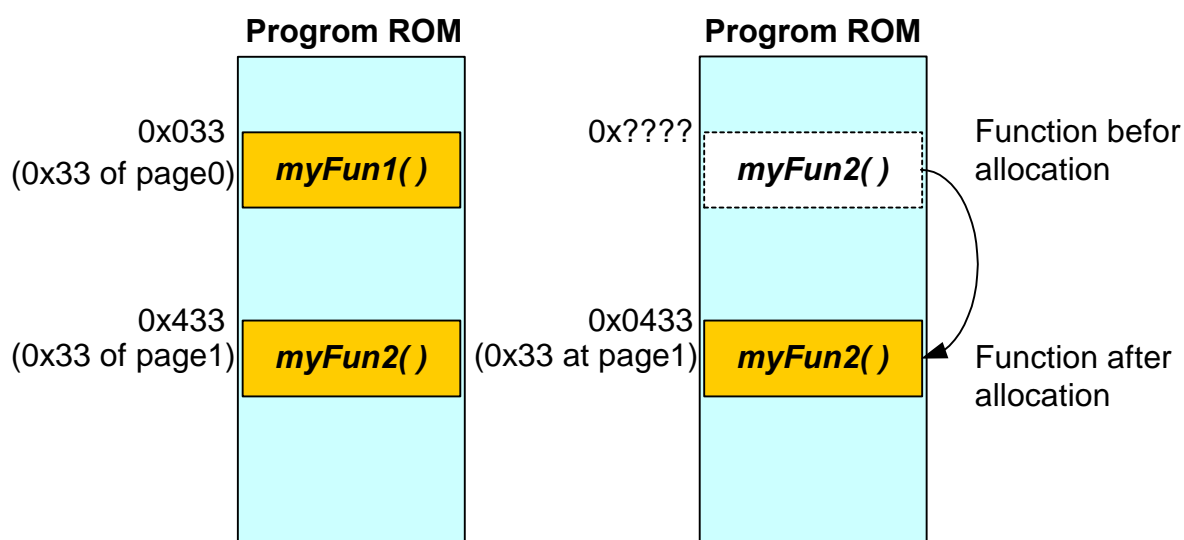 Progrom ROM
0x033
(0x33 of page0)
myFun1( )
0x433
(0x33 of page1)
myFun2( )
Progrom ROM
0x????
myFun2( )
Function befor
allocation
0x0433
(0x33 at page1)
myFun2( )
Function after
allocation